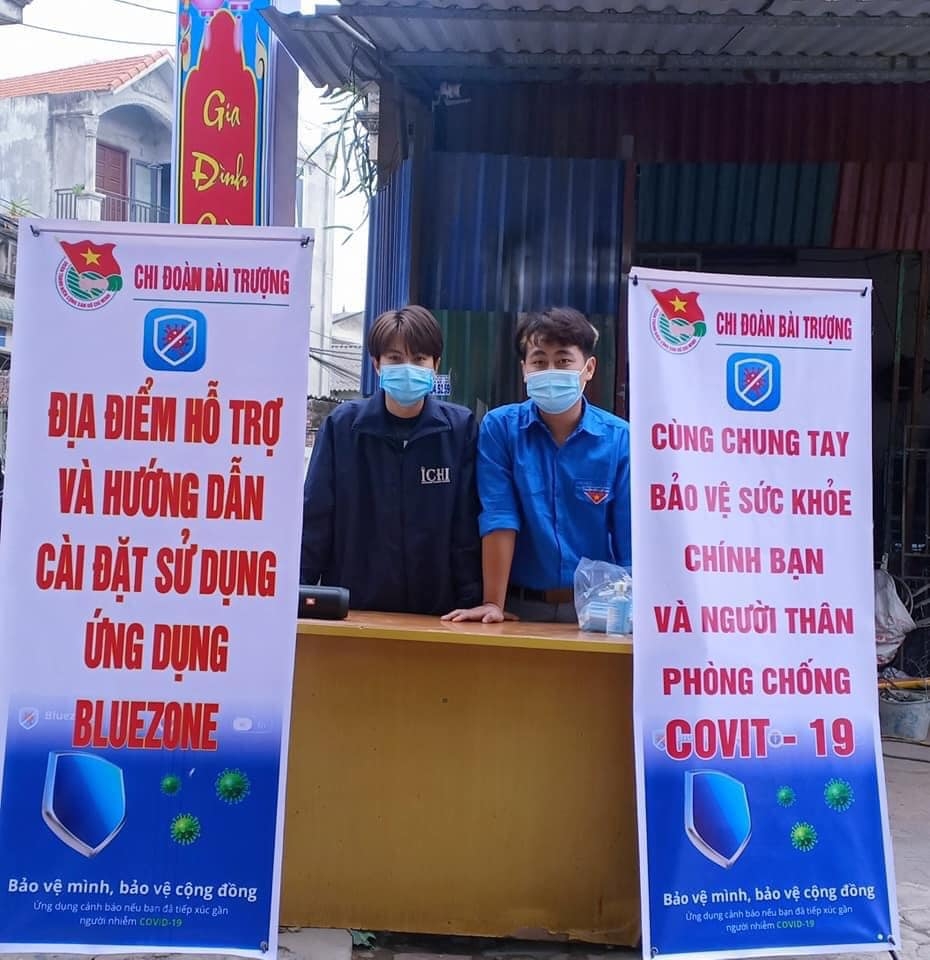 Gia
Đình
CHI ĐOÀN BÀI TRƯỢNG
ĐỊA ĐIỂM HỖ TRỢ
VÀ HƯỚNG DẪN
CÀI ĐẶT SỬ DỤNG
ỨNG DỤNG
BLUEZONE
Bảo vệ mình, bảo vệ cộng đồng
Ứng dụng cảnh báo nếu bạn đã tiếp xúc gần
người nhiễm COVID-19
ICHI
CHI ĐOÀN BÀI TRƯỢNG
CÙNG CHUNG TAY
BẢO VỆ SỨC KHỎE
CHÍNH BẠN
VÀ NGƯỜI THÂN
PHÒNG CHỐNG
COVIT - 19
Bảo vệ mình, bảo vệ cộng đồng
Ứng dụng cảnh báo nếu bạn đã tiếp xúc gần
người nhiễm COVID-19